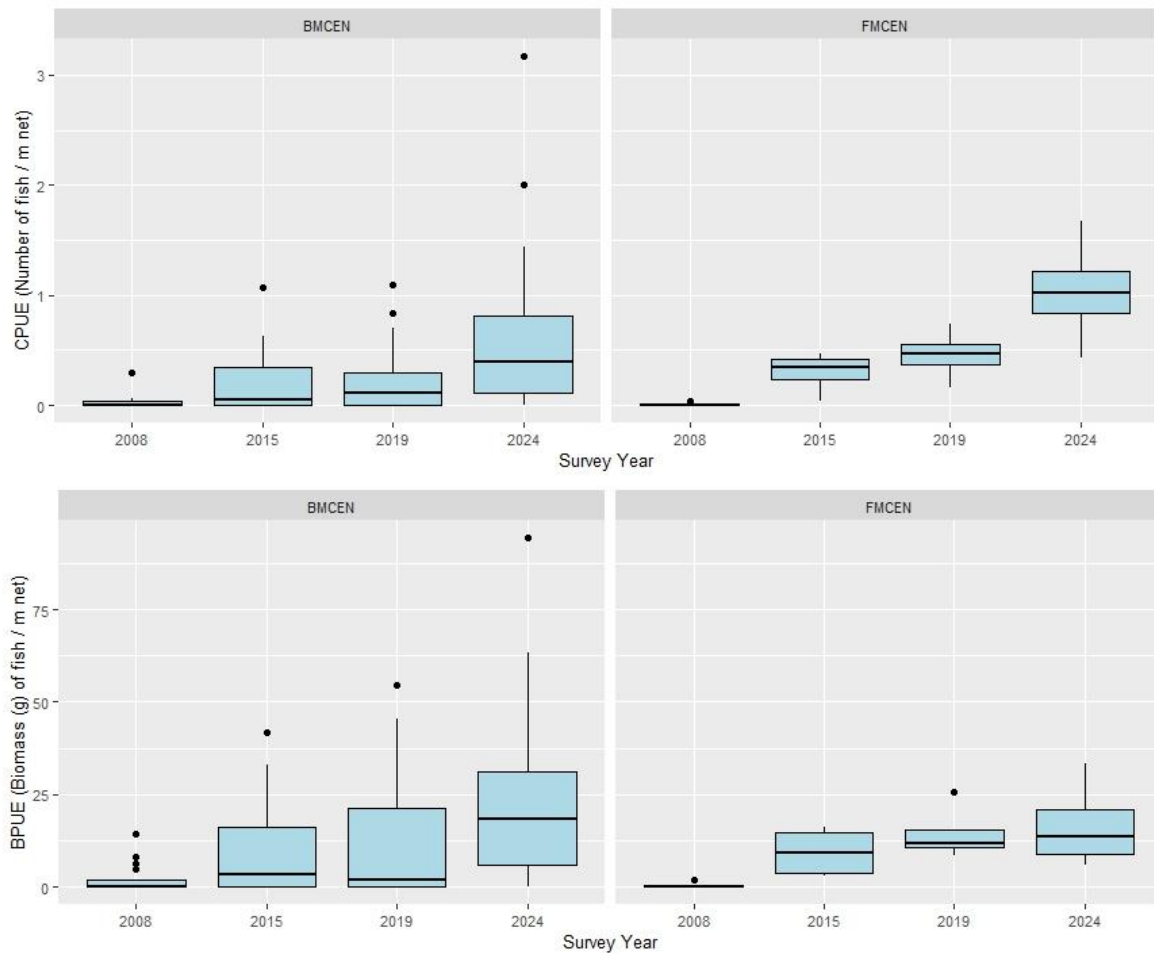 BMCEN FMCEN
3
2
1
0
CPUE (Number of fish / m net)
2008 2015 2019 2024 2008 2015 2019 2024
Survey Year
BMCEN FMCEN
75
50
25
0
BPUE (Biomass (g) of fish / m net)
2008 2015 2019 2024 2008 2015 2019 2024
Survey Year